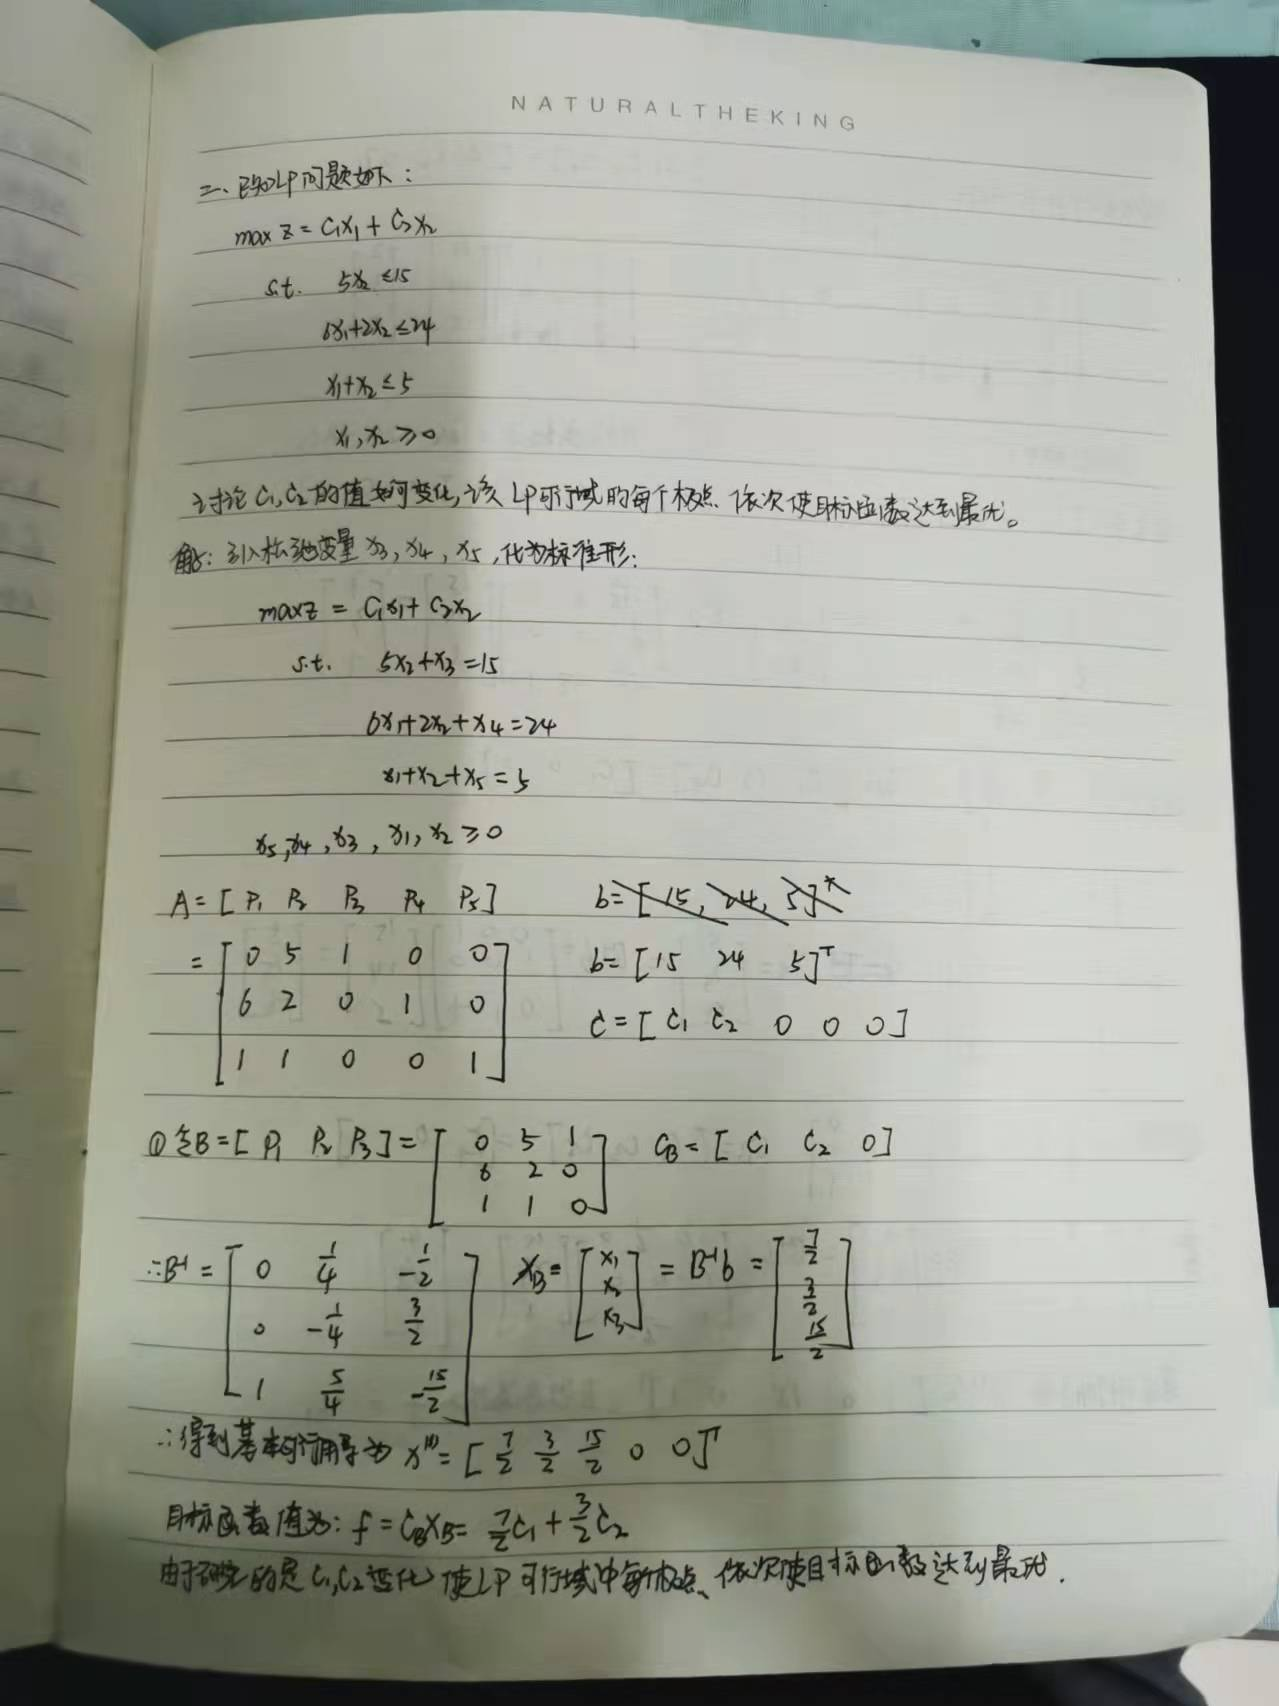 NATURALTHEKING
二、已知LP问题如下：
max z = C₁x₁ + C₂x₂
s.t. 5x₂ ≤ 15
6x₁+2x₂ ≤ 24
x₁+x₂ ≤ 5
x₁, x₂ ≥ 0
讨论C₁,C₂的值如何变化,该LP可行域的每个极点依次使目标函数达到最优。
解：引入松弛变量x₃, x₄, x₅,化为标准形：
max z = C₁x₁ + C₂x₂
s.t. 5x₂+x₃ = 15
6x₁+2x₂+x₄ = 24
x₁+x₂+x₅ = 5
x₅, x₄, x₃, x₁, x₂ ≥ 0
A = [P₁ P₂ P₃ P₄ P₅] b = [15, 24, 5]
= [0 5 1 0 0 b = [15 24 5]ᵀ
6 2 0 1 0 C = [C₁ C₂ 0 0 0]
1 1 0 0 1]
① 令B = [P₁ P₂ P₃] = [0 5 1 C_B = [C₁ C₂ 0]
6 2 0
1 1 0]
∴B⁻¹ = [0 1/4 -1/2 X_B = [x₁ = B⁻¹b = [7/2
0 -1/4 3/2 x₂ 3/2
1 5/4 -15/2] x₃] 15/2]
∴得到基本可行解为 x⁽¹⁾ = [7/2 3/2 15/2 0 0]ᵀ
目标函数值为：f = C_B X_B = 7/2 C₁ + 3/2 C₂
由于研究的是C₁,C₂变化使LP可行域中每个极点、依次使目标函数达到最优.